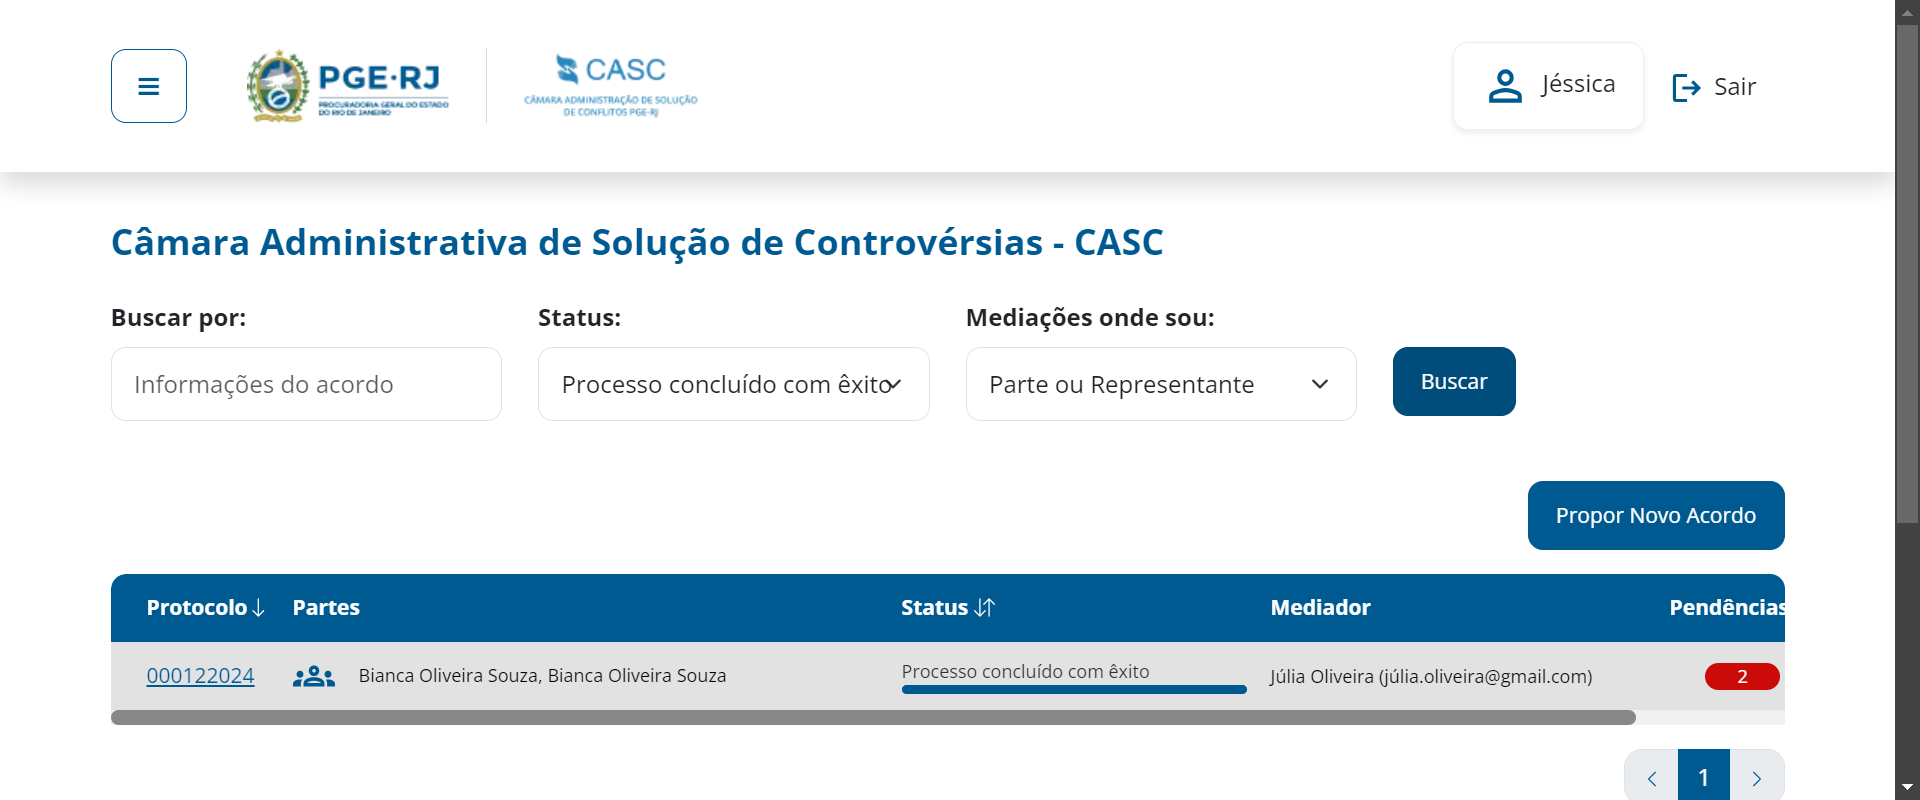 PGE·RJ
PROCURADORIA GERAL DO ESTADO
DO RIO DE JANEIRO
CASC
CÂMARA ADMINISTRAÇÃO DE SOLUÇÃO
DE CONFLITOS PGE-RJ
Jéssica
Sair
Câmara Administrativa de Solução de Controvérsias - CASC
Buscar por:
Status:
Mediações onde sou:
Informações do acordo
Processo concluído com êxito
Parte ou Representante
Buscar
Propor Novo Acordo
Protocolo Partes Status Mediador Pendências
000122024 Bianca Oliveira Souza, Bianca Oliveira Souza Processo concluído com êxito Júlia Oliveira (júlia.oliveira@gmail.com) 2
1